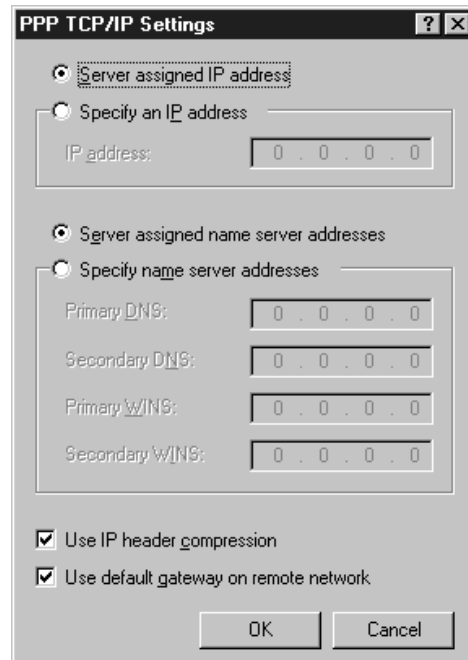 PPP TCP/IP Settings ? X
Server assigned IP address
Specify an IP address
IP address: 0 . 0 . 0 . 0
Server assigned name server addresses
Specify name server addresses
Primary DNS: 0 . 0 . 0 . 0
Secondary DNS: 0 . 0 . 0 . 0
Primary WINS: 0 . 0 . 0 . 0
Secondary WINS: 0 . 0 . 0 . 0
Use IP header compression
Use default gateway on remote network
OK Cancel